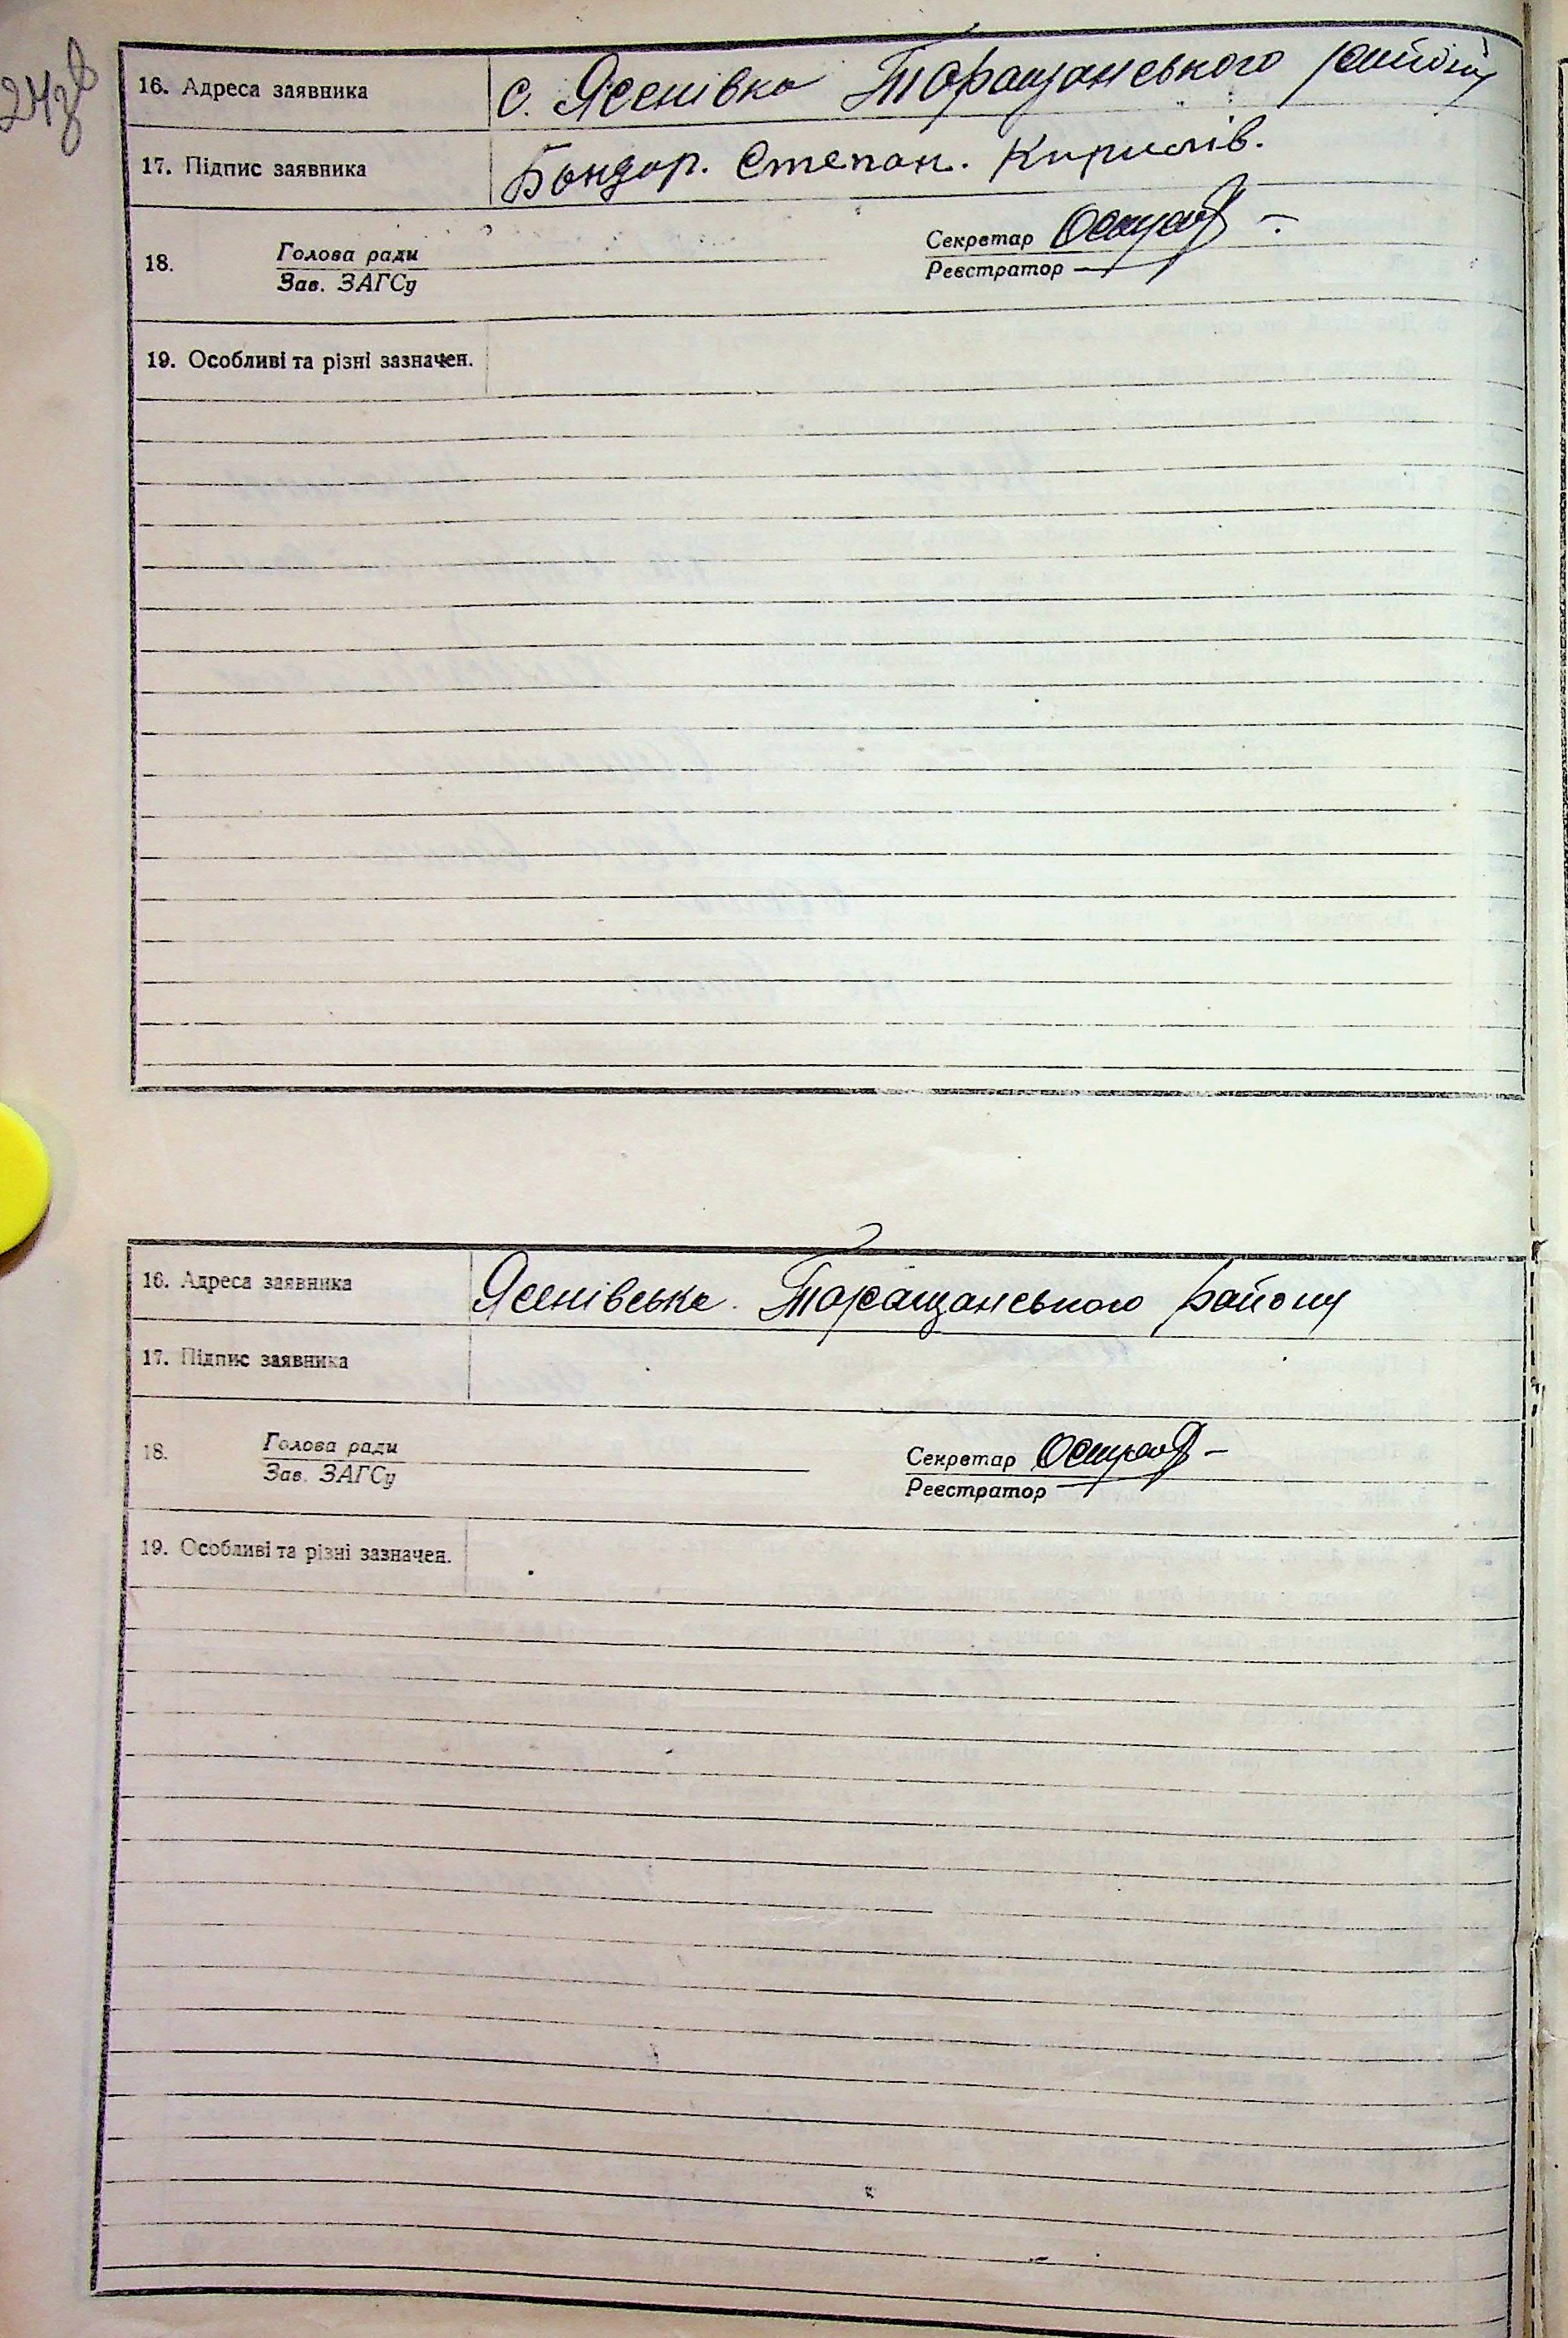 24зв
16. Адреса заявника с. Ясенівка Таращанського району
17. Підпис заявника Бондар. Степан. Кирилів.
18. Голова ради Секретар
Зав. ЗАГСу Реєстратор
19. Особливі та різні зазначен.
16. Адреса заявника Ясенівська Таращанського району
17. Підпис заявника
18. Голова ради Секретар
Зав. ЗАГСу Реєстратор
19. Особливі та різні зазначен.